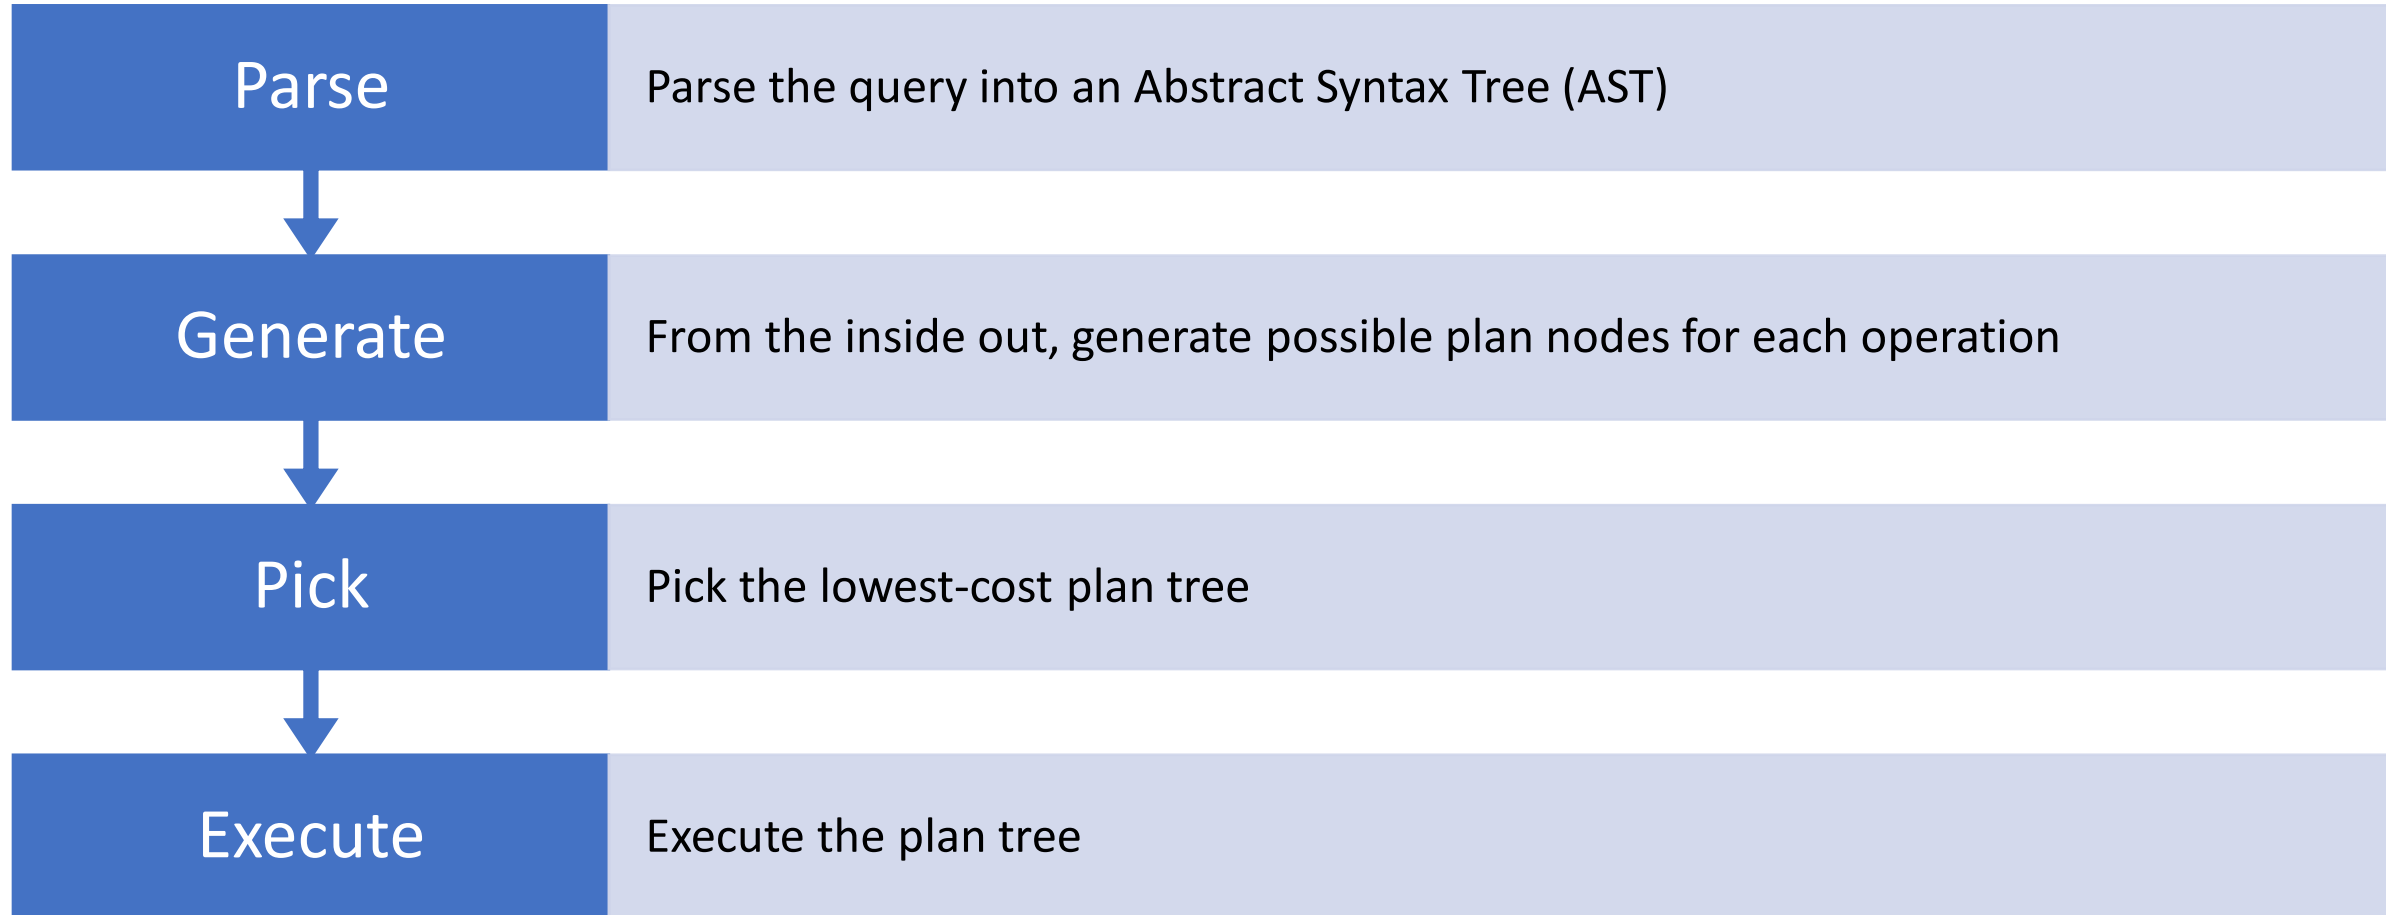 Parse
Parse the query into an Abstract Syntax Tree (AST)
Generate
From the inside out, generate possible plan nodes for each operation
Pick
Pick the lowest-cost plan tree
Execute
Execute the plan tree